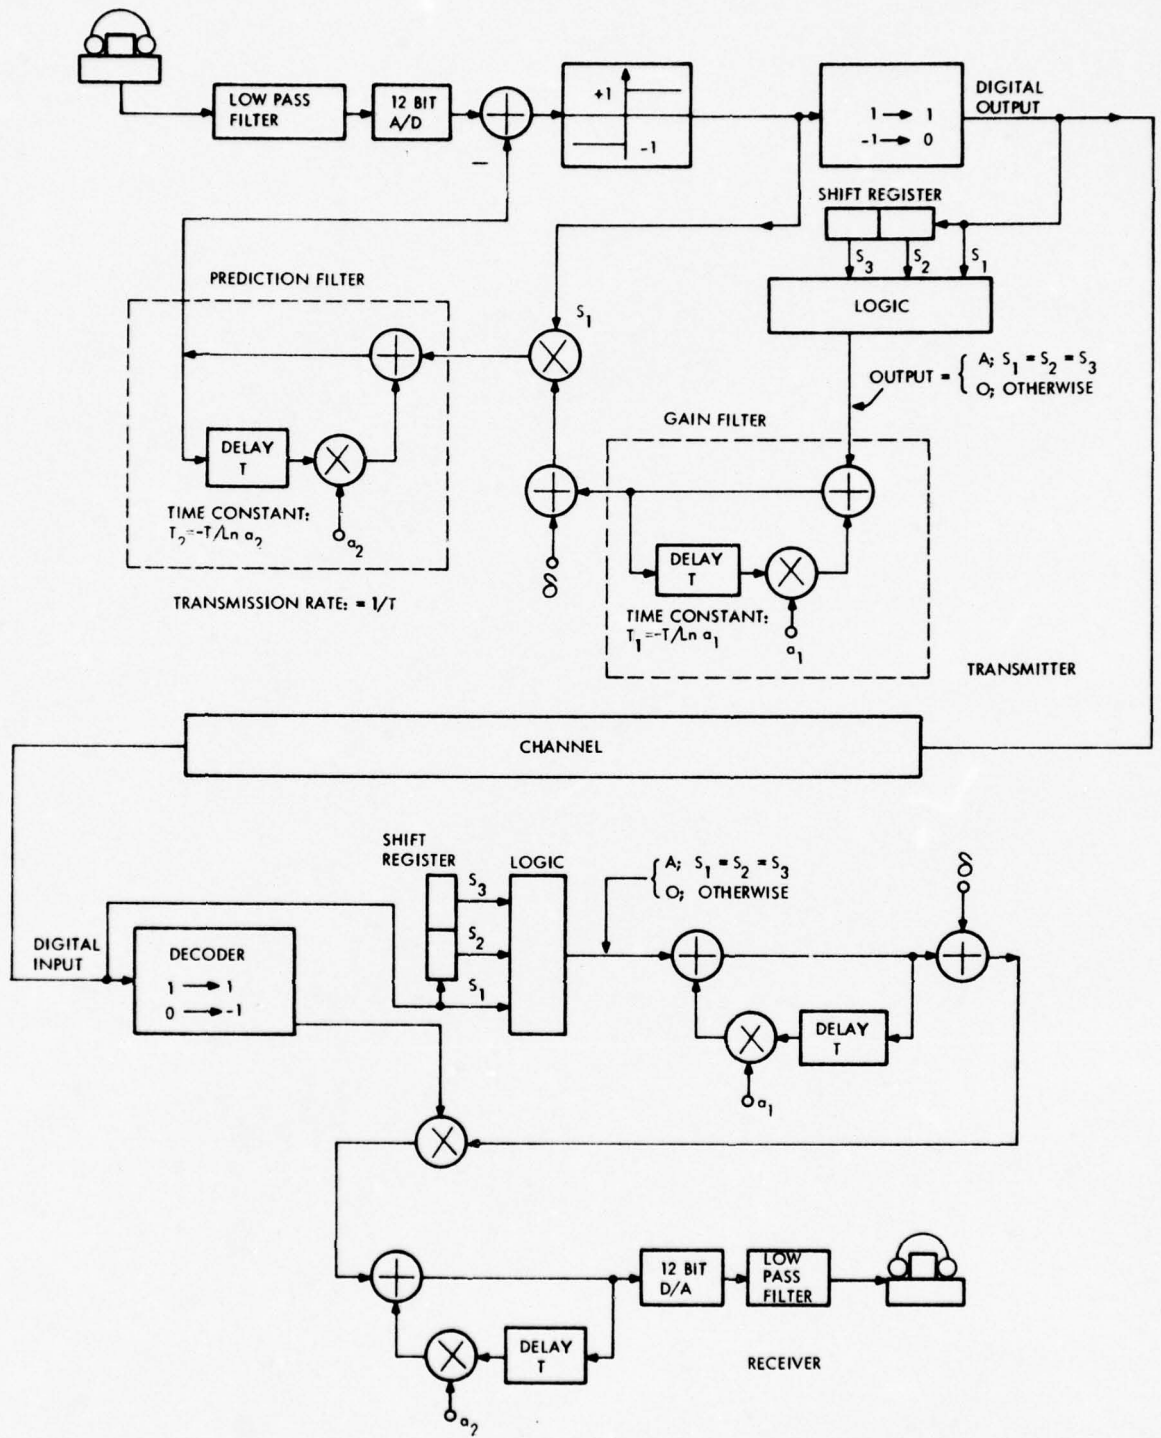 LOW PASS
FILTER
12 BIT
A/D
+1
-1
1 → 1
-1 → 0
DIGITAL
OUTPUT
−
SHIFT REGISTER
S3 S2 S1
LOGIC
PREDICTION FILTER
S1
OUTPUT = { A; S1 = S2 = S3
O; OTHERWISE
GAIN FILTER
DELAY
T
TIME CONSTANT:
T2=-T/Ln a2
a2
δ
DELAY
T
TIME CONSTANT:
T1=-T/Ln a1
a1
TRANSMISSION RATE: = 1/T
TRANSMITTER
CHANNEL
SHIFT
REGISTER
LOGIC
S3
S2
S1
{ A; S1 = S2 = S3
O; OTHERWISE
δ
DIGITAL
INPUT
DECODER
1 → 1
0 → -1
DELAY
T
a1
12 BIT
D/A
LOW
PASS
FILTER
DELAY
T
a2
RECEIVER